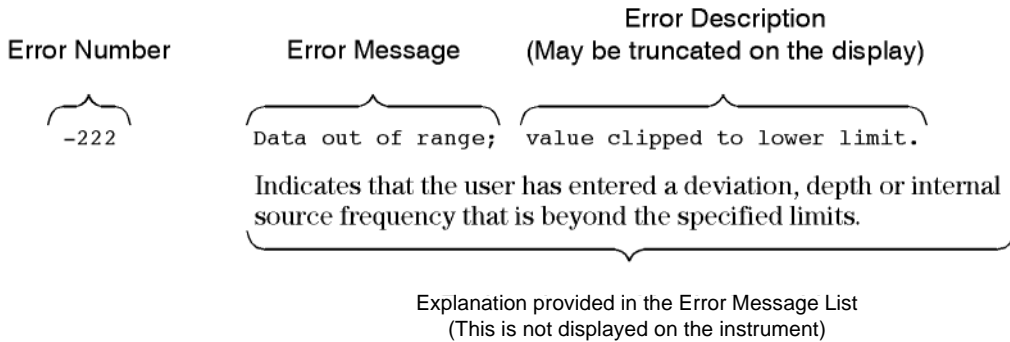 Error Description
Error Number Error Message (May be truncated on the display)
-222 Data out of range; value clipped to lower limit.
Indicates that the user has entered a deviation, depth or internal
source frequency that is beyond the specified limits.
Explanation provided in the Error Message List
(This is not displayed on the instrument)